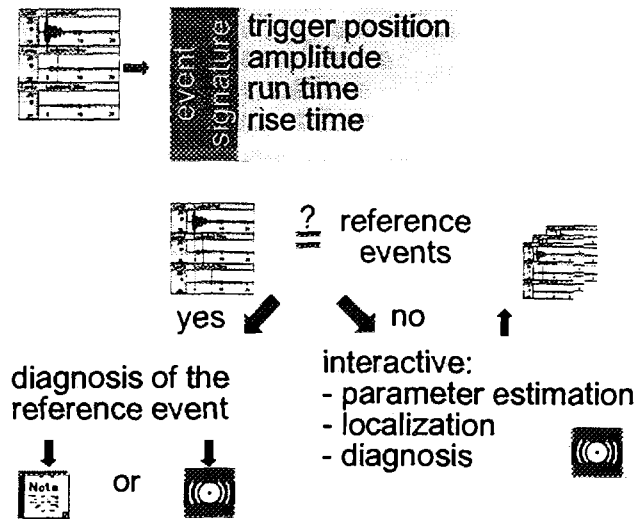 event signature
trigger position
amplitude
run time
rise time
?
=
reference
events
yes
no
diagnosis of the
reference event
interactive:
- parameter estimation
- localization
- diagnosis
Note
or